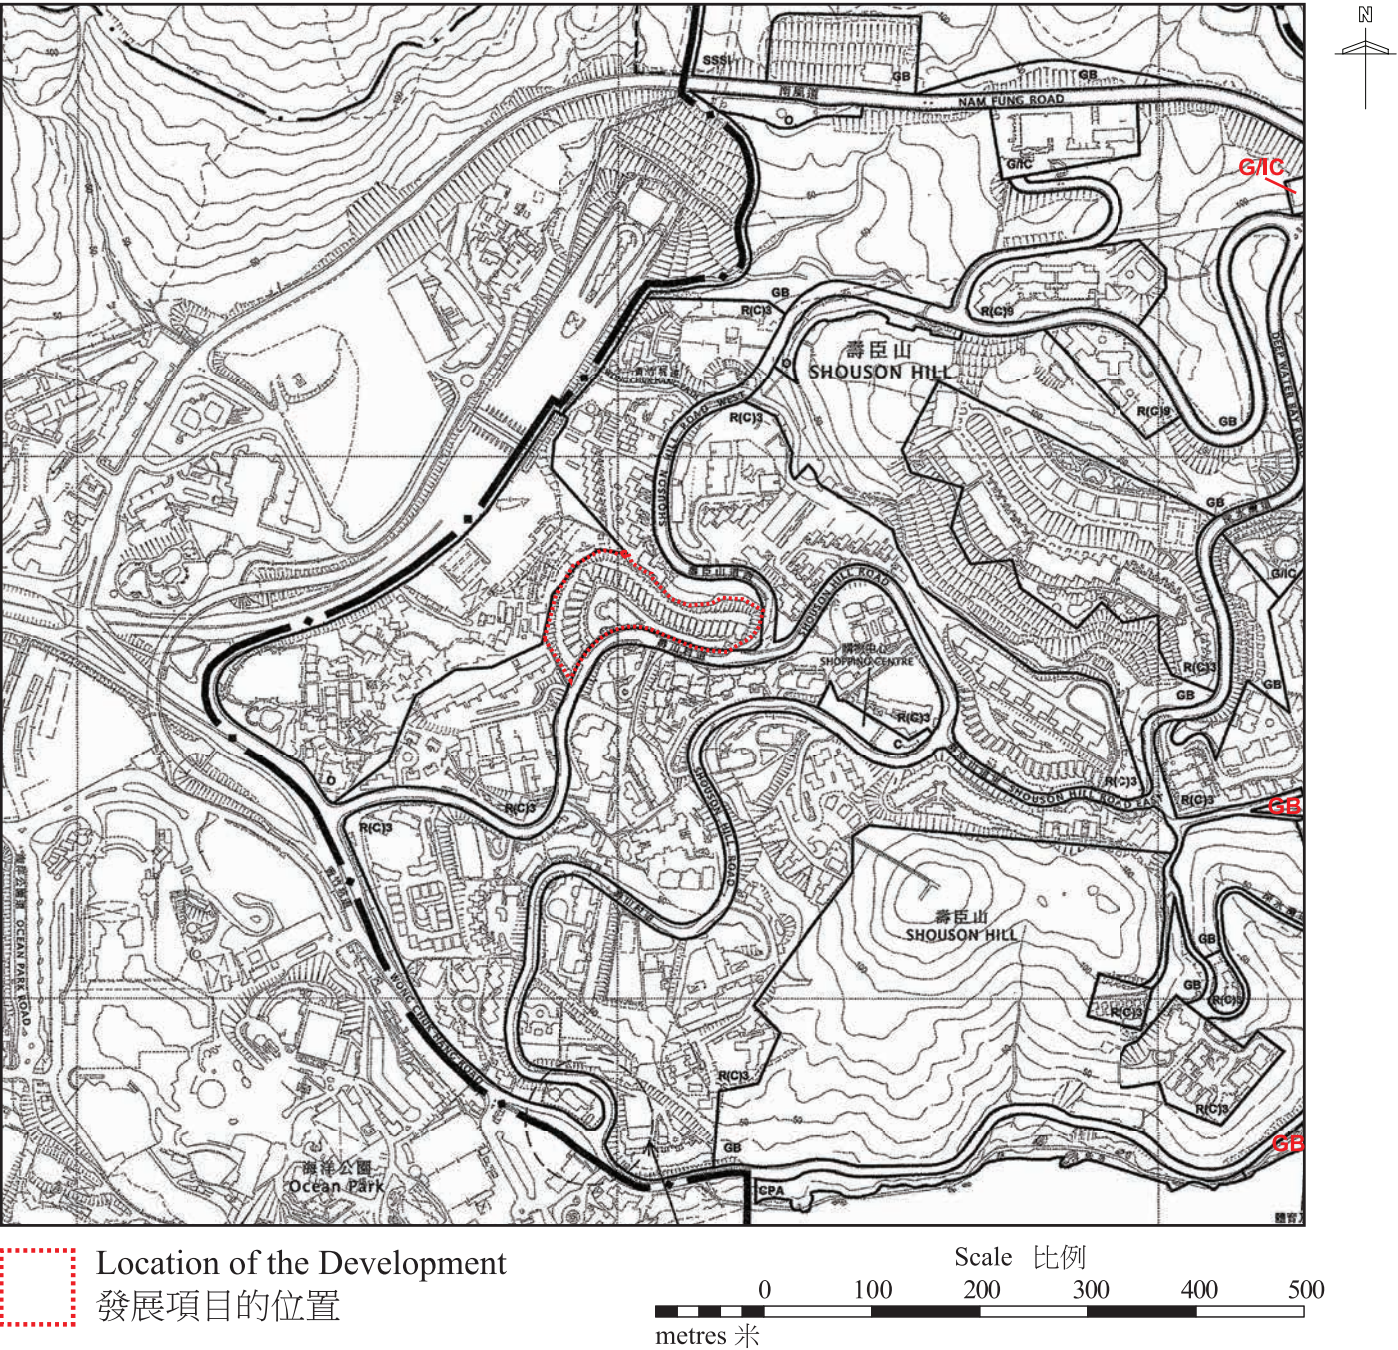 N
SSSI
GB
GB
南風道
NAM FUNG ROAD
O
G/IC
G/IC
GB
R(C)3
R(C)9
壽臣山
SHOUSON HILL
O
R(C)3
R(C)9
GB
DEEP WATER BAY ROAD
SHOUSON HILL ROAD WEST
GB
G/IC
SHOUSON HILL ROAD
購物中心
SHOPPING CENTRE
R(C)3
GB
GB
R(C)3
C
R(C)3
SHOUSON HILL ROAD EAST
R(C)3
GB
O
R(C)3
R(C)3
SHOUSON HILL ROAD
壽臣山
SHOUSON HILL
GB
GB
R(C)3
R(C)3
OCEAN PARK ROAD
WONG CHUK HANG ROAD
R(C)3
R(C)3
GB
GB
海洋公園
Ocean Park
CPA
Location of the Development
發展項目的位置
Scale 比例
0 100 200 300 400 500
metres 米